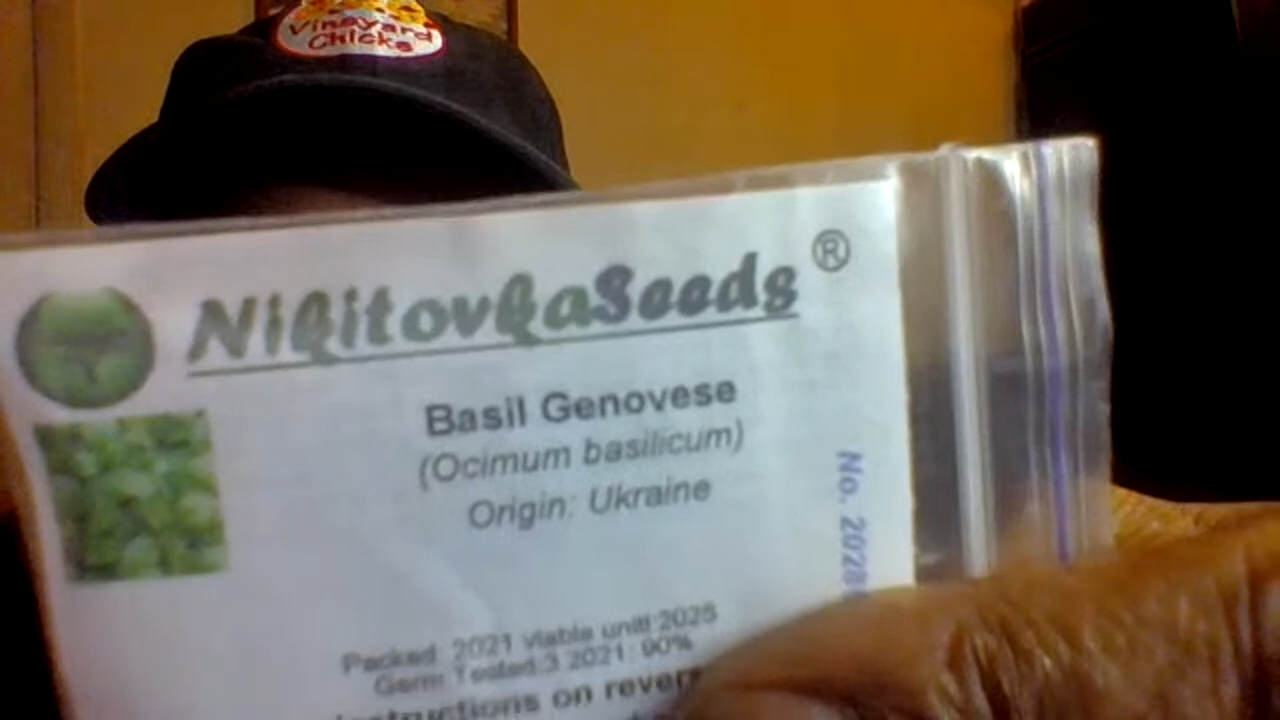 Vineyard
Chicks
NikitovkaSeeds®
Basil Genovese
(Ocimum basilicum)
Origin: Ukraine
No. 2028
Packed: 2021 viable until:2025
Germ Tested:3.2021: 90%
Instructions on revers